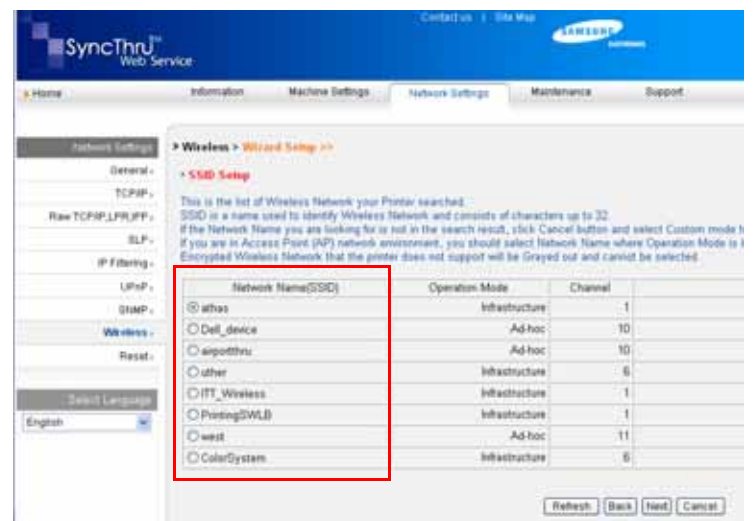 Contact us | Site Map
SAMSUNG
ELECTRONICS
SyncThru™
Web Service
Home
Information
Machine Settings
Network Settings
Maintenance
Support
Network Settings
General
TCP/IP
Raw TCP/IP,LPR,IPP
SLP
IP Filtering
UPnP
SNMP
Wireless
Reset
Select Language
English
> Wireless > Wizard Setup >>
> SSID Setup
This is the list of Wireless Network your Printer searched.
SSID is a name used to identify Wireless Network and consists of characters up to 32.
If the Network Name you are looking for is not in the search result, click Cancel button and select Custom mode
If you are in Access Point (AP) network environment, you should select Network Name where Operation Mode is
Encrypted Wireless Network that the printer does not support will be Grayed out and cannot be selected.
Network Name(SSID) Operation Mode Channel
athas Infrastructure 1
Dell_device Ad-hoc 10
airportthru Ad-hoc 10
uther Infrastructure 6
ITT_Wireless Infrastructure 1
PrintingSWLB Infrastructure 1
west Ad-hoc 11
ColorSystem Infrastructure 6
Refresh Back Next Cancel